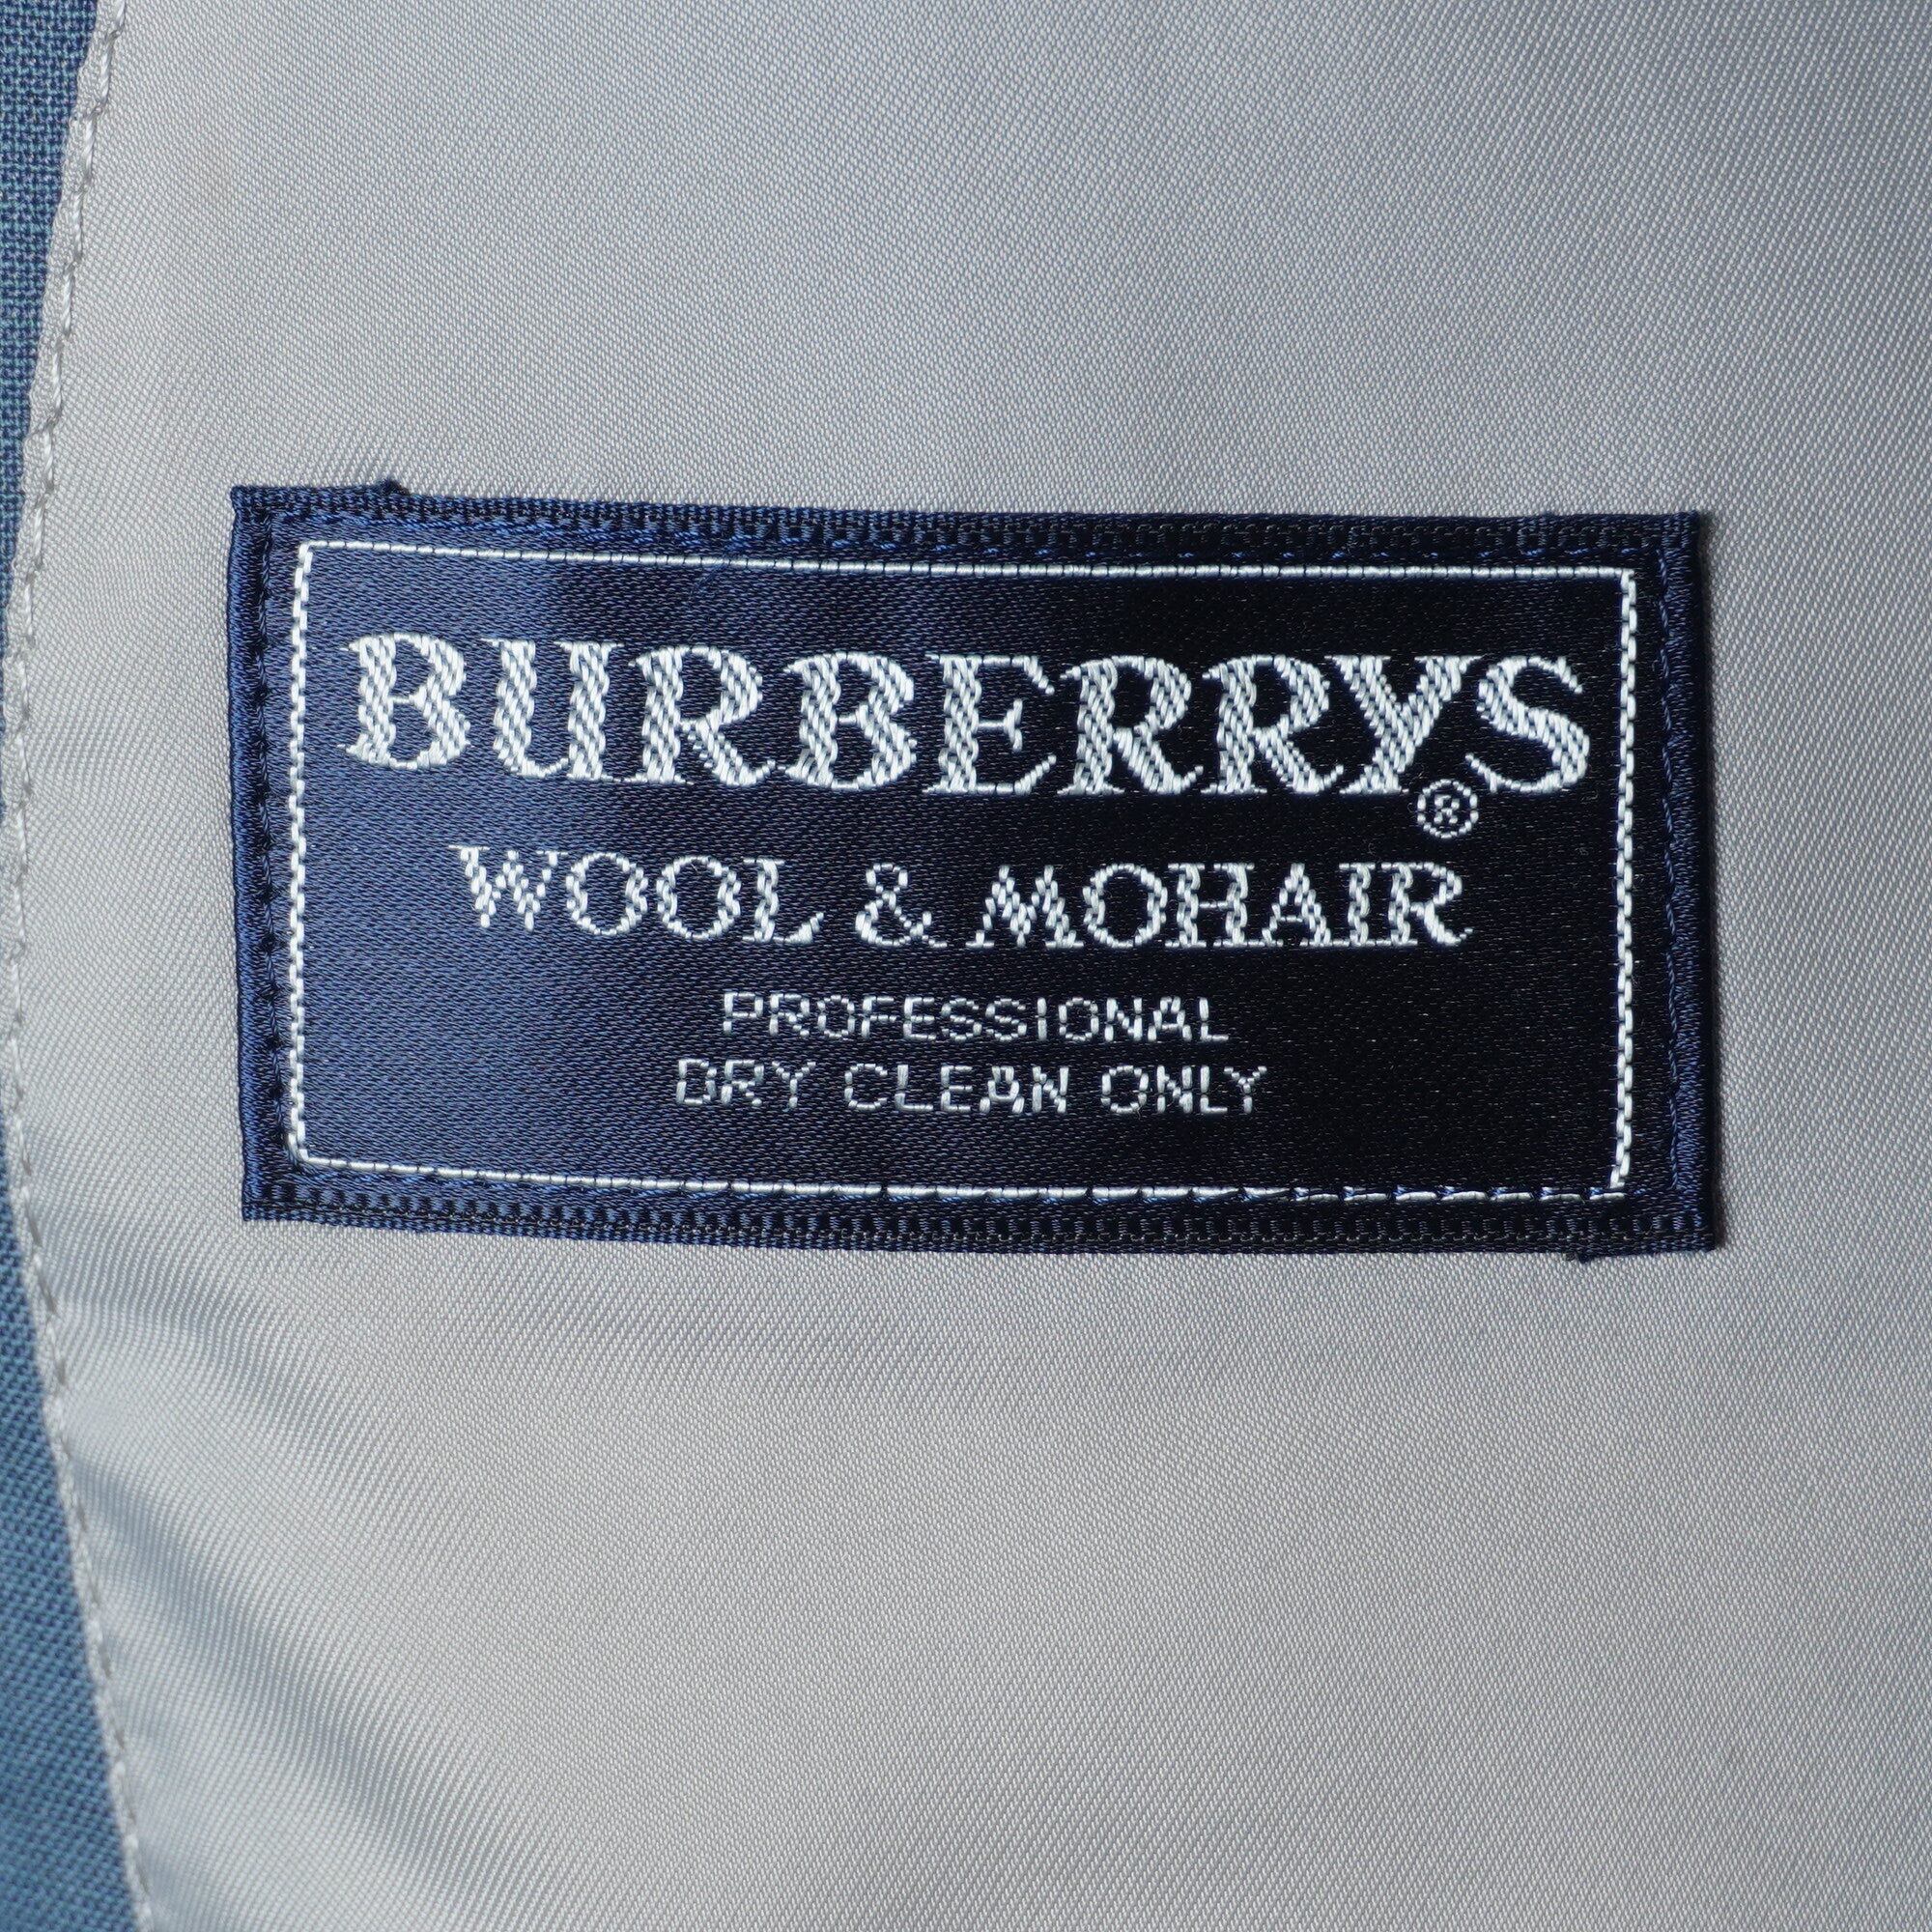 BURBERRYS®
WOOL & MOHAIR
PROFESSIONAL
DRY CLEAN ONLY